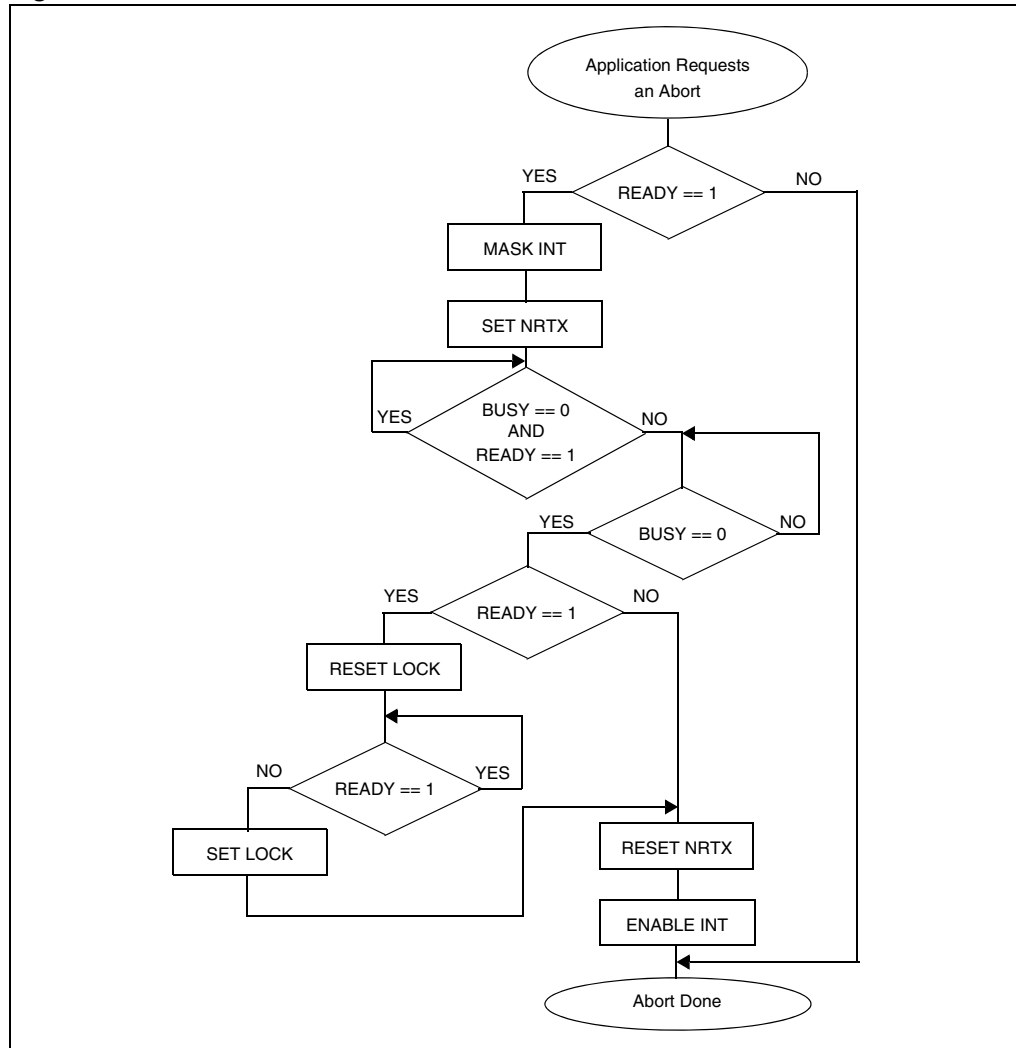 Application Requests
an Abort
YES
READY == 1
NO
MASK INT
SET NRTX
YES
BUSY == 0
AND
READY == 1
NO
YES
BUSY == 0
NO
YES
READY == 1
NO
RESET LOCK
NO
READY == 1
YES
SET LOCK
RESET NRTX
ENABLE INT
Abort Done